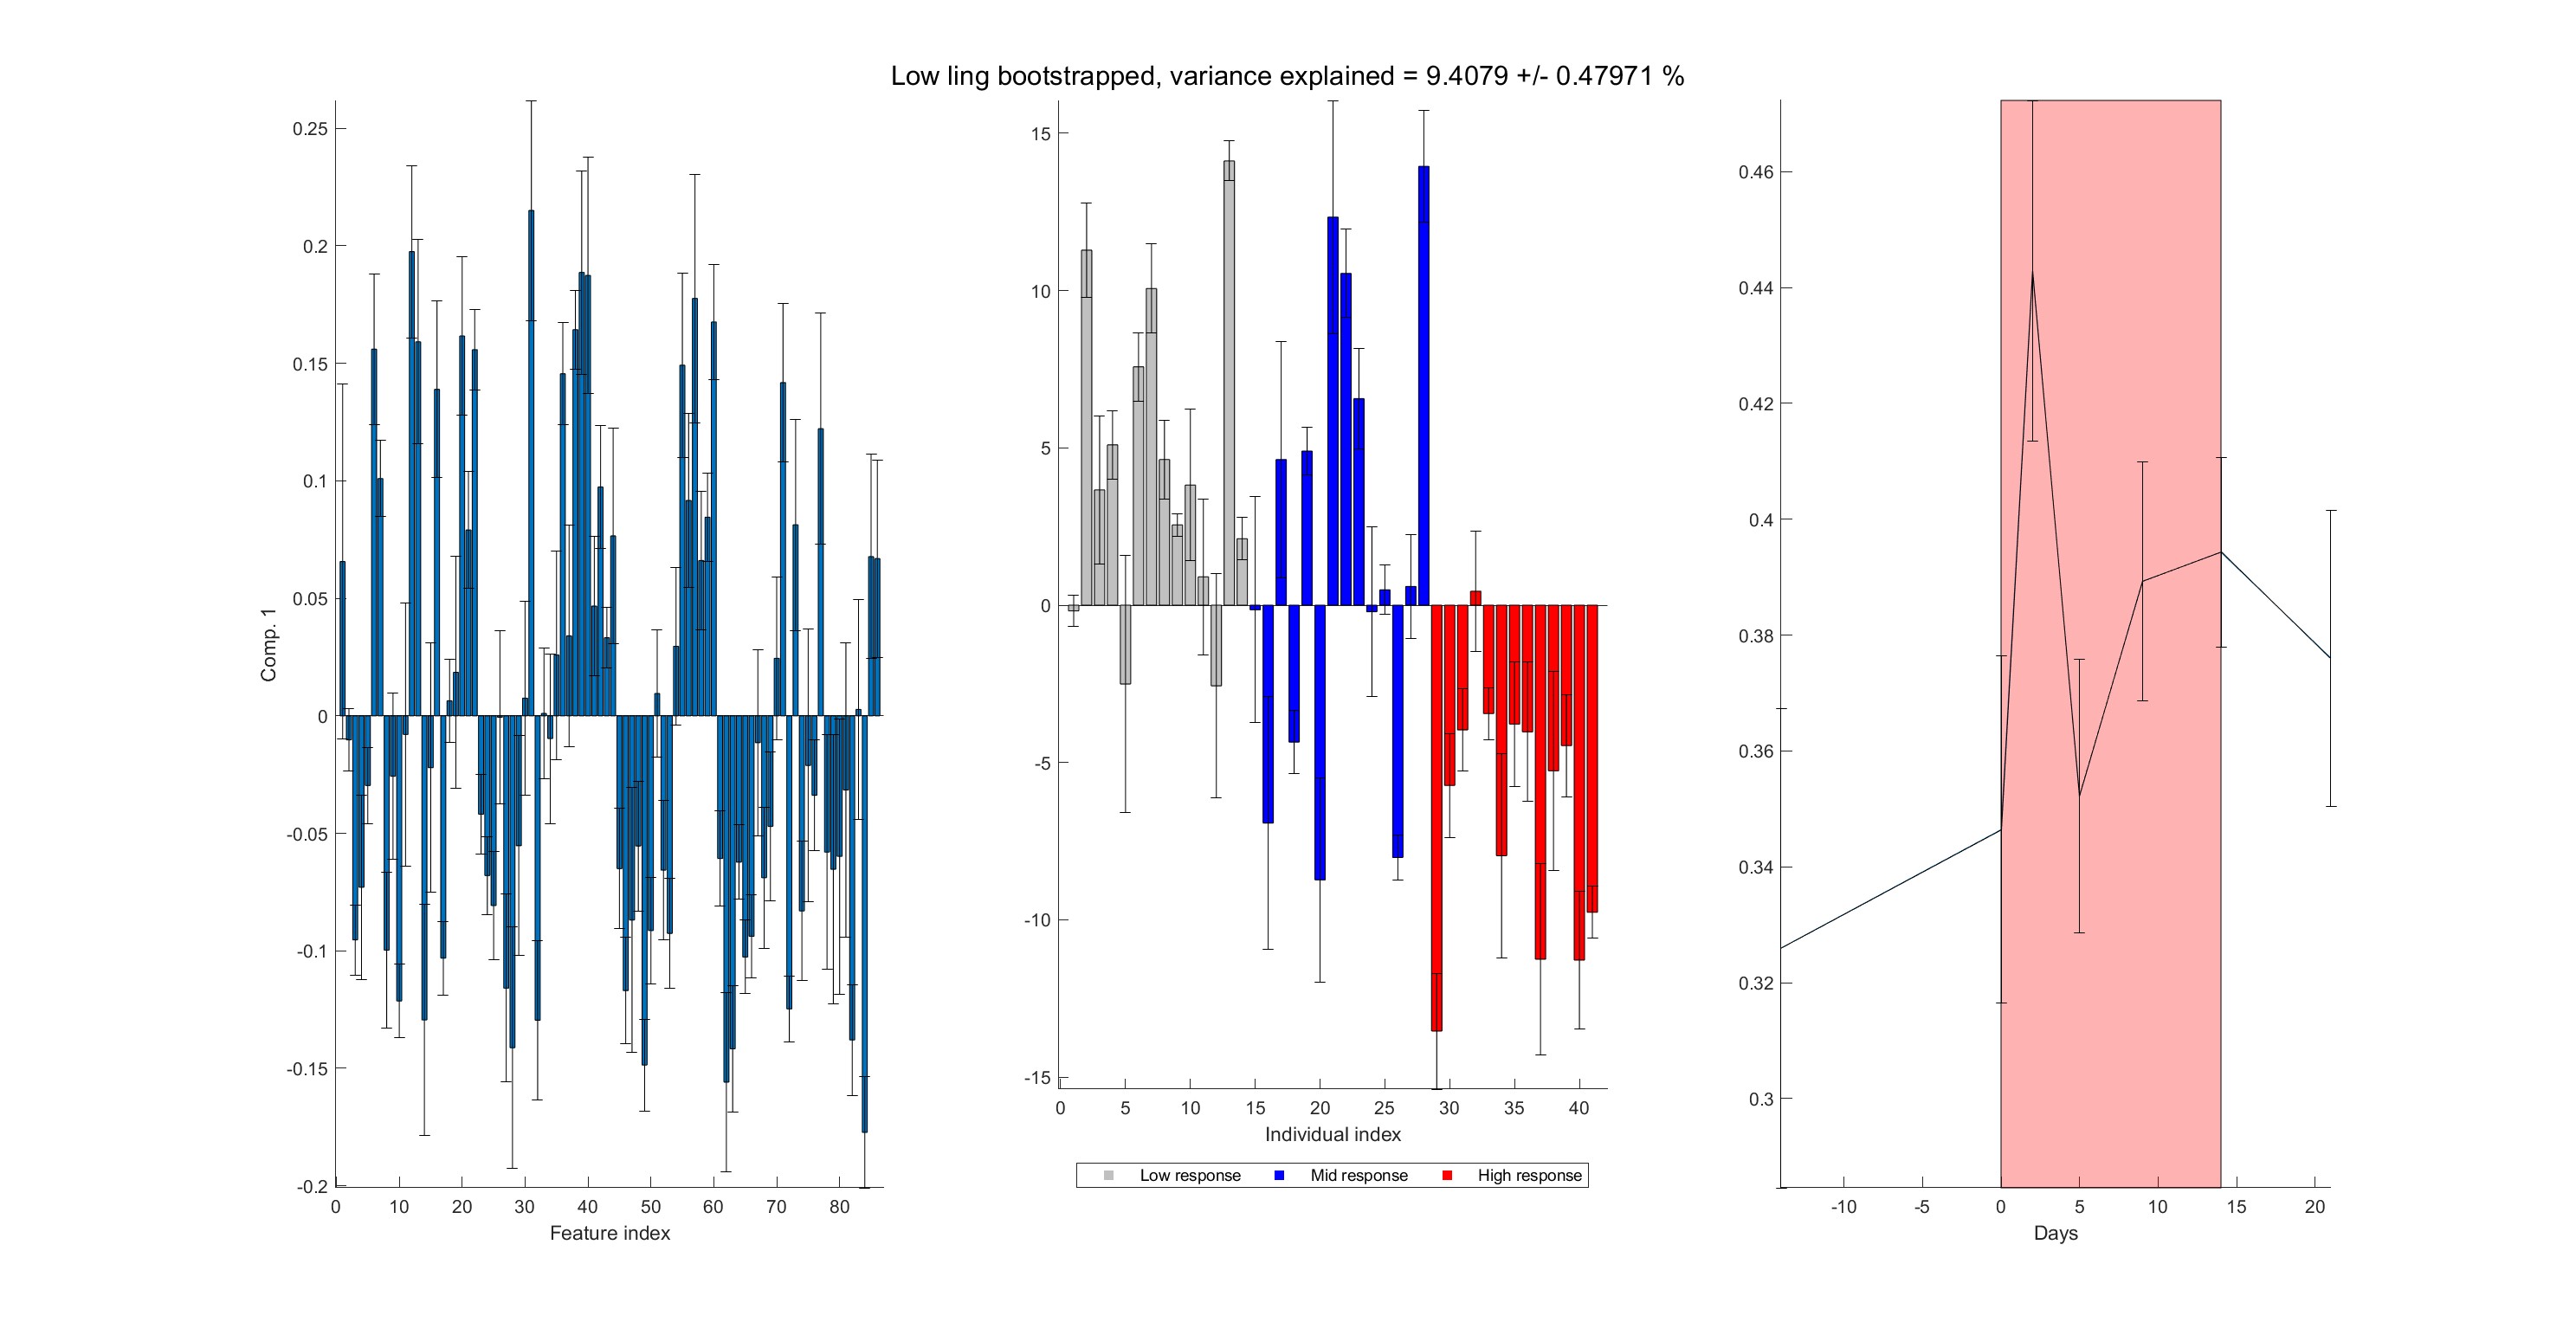 Low ling bootstrapped, variance explained = 9.4079 +/- 0.47971 %
Comp. 1
0.25
0.2
0.15
0.1
0.05
0
-0.05
-0.1
-0.15
-0.2
0 10 20 30 40 50 60 70 80
Feature index
15
10
5
0
-5
-10
-15
0 5 10 15 20 25 30 35 40
Individual index
Low response Mid response High response
0.46
0.44
0.42
0.4
0.38
0.36
0.34
0.32
0.3
-10 -5 0 5 10 15 20
Days